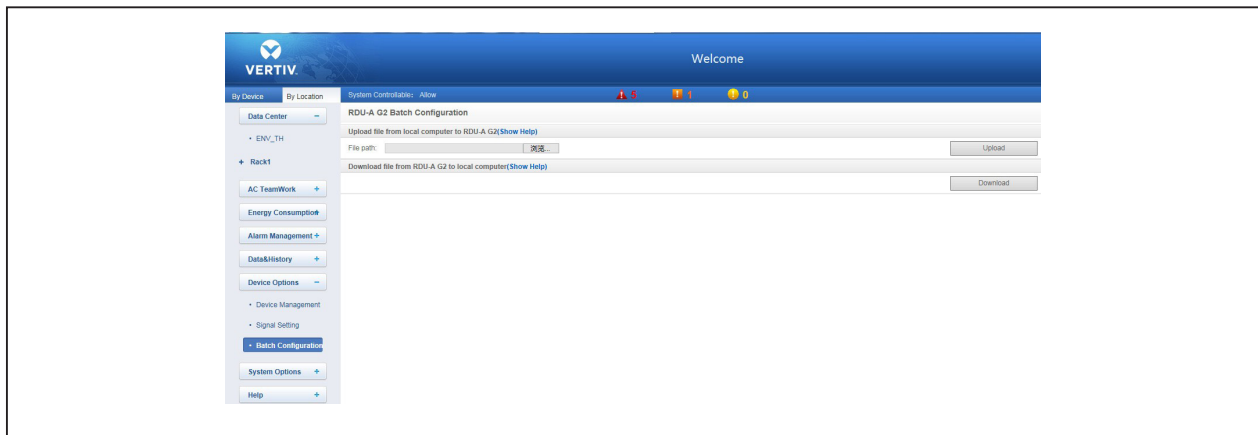 VERTIV.
Welcome
By Device By Location
System Controllable: Allow 5 1 0
Data Center −
RDU-A G2 Batch Configuration
Upload file from local computer to RDU-A G2(Show Help)
• ENV_TH
File path: 浏览... Upload
+ Rack1
Download file from RDU-A G2 to local computer(Show Help)
Download
AC TeamWork +
Energy Consumption+
Alarm Management +
Data&History +
Device Options −
• Device Management
• Signal Setting
• Batch Configuration
System Options +
Help +